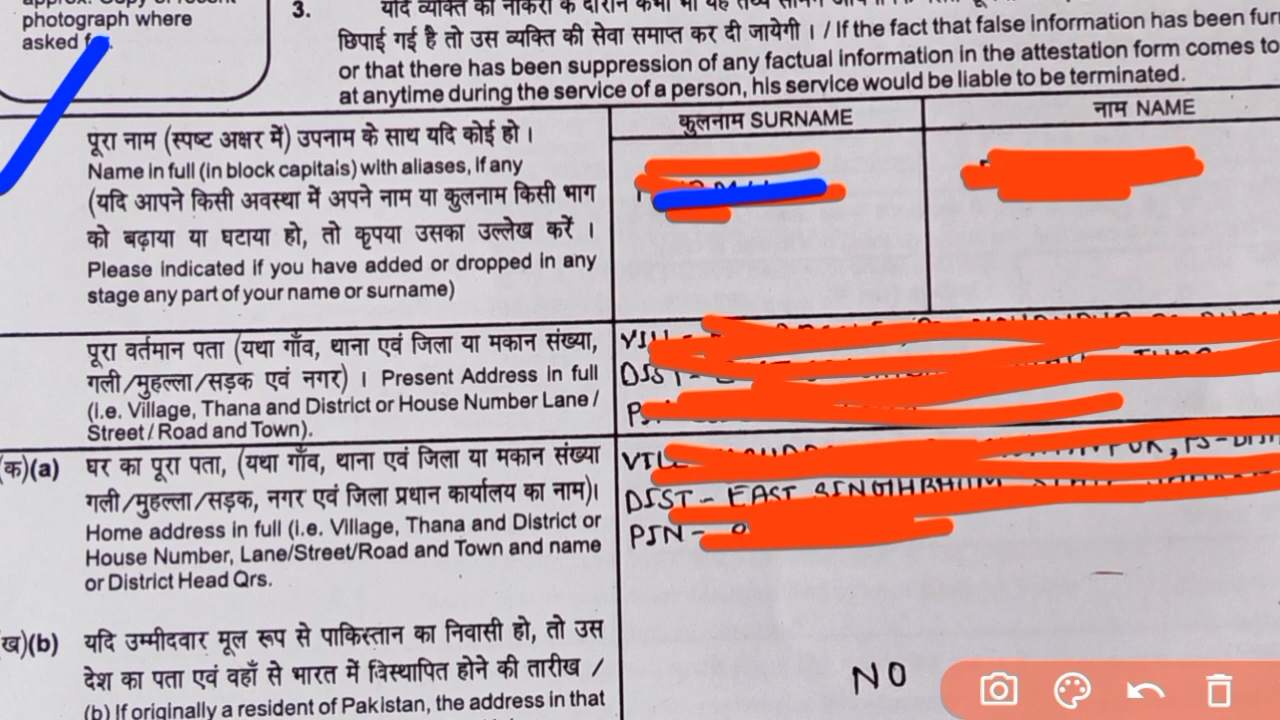 photograph where
asked
3.
छिपाई गई है तो उस व्यक्ति की सेवा समाप्त कर दी जायेगी । / If the fact that false information has been
or that there has been suppression of any factual information in the attestation form comes to
at anytime during the service of a person, his service would be liable to be terminated.
पूरा नाम (स्पष्ट अक्षर में) उपनाम के साथ यदि कोई हो ।
Name in full (in block capitals) with aliases, if any
(यदि आपने किसी अवस्था में अपने नाम या कुलनाम किसी भाग
को बढ़ाया या घटाया हो, तो कृपया उसका उल्लेख करें ।
Please indicated if you have added or dropped in any
stage any part of your name or surname)
कुलनाम SURNAME
नाम NAME
पूरा वर्तमान पता (यथा गाँव, थाना एवं जिला या मकान संख्या,
गली/मुहल्ला/सड़क एवं नगर) । Present Address in full
(i.e. Village, Thana and District or House Number Lane /
Street / Road and Town).
DIST-
(क)(a) घर का पूरा पता, (यथा गाँव, थाना एवं जिला या मकान संख्या
गली/मुहल्ला/सड़क, नगर एवं जिला प्रधान कार्यालय का नाम)।
Home address in full (i.e. Village, Thana and District or
House Number, Lane/Street/Road and Town and name
or District Head Qrs.
DIST- EAST SINGHBHUM
PIN-
(ख)(b) यदि उम्मीदवार मूल रूप से पाकिस्तान का निवासी हो, तो उस
देश का पता एवं वहाँ से भारत में विस्थापित होने की तारीख /
(b) If originally a resident of Pakistan, the address in that
NO